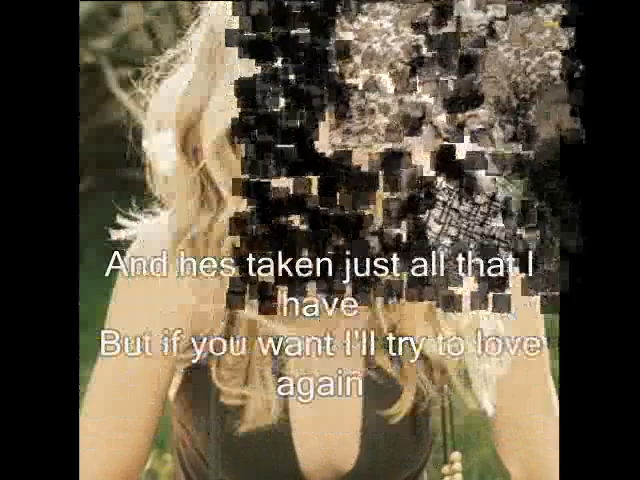 And hes taken just all that I
have
But if you want I'll try to love
again